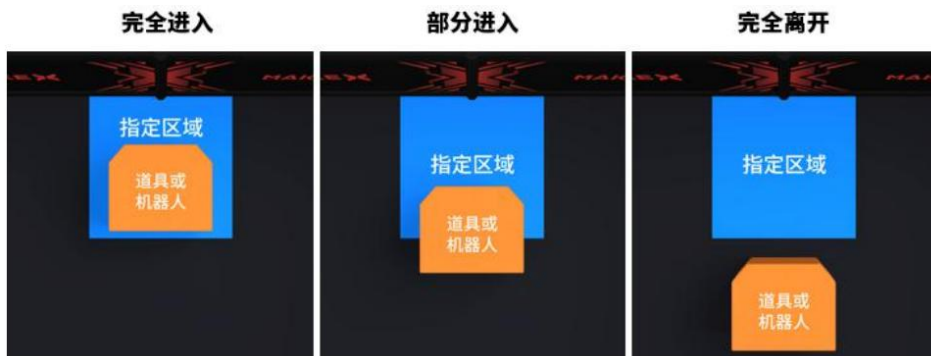 完全进入
部分进入
完全离开
指定区域
道具或
机器人
指定区域
道具或
机器人
指定区域
道具或
机器人